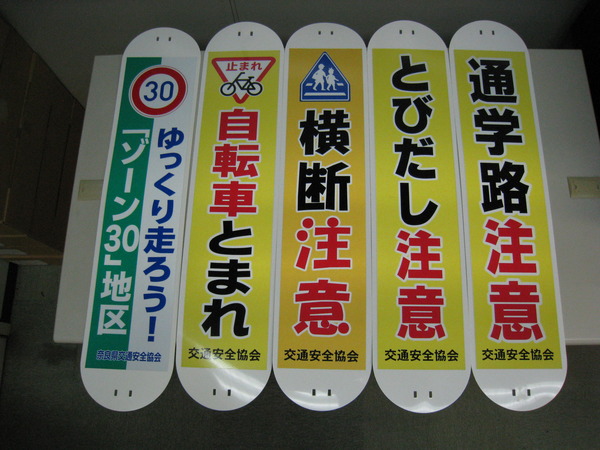 30
ゆっくり走ろう!
「ゾーン30」地区
奈良県交通安全協会
止まれ
自転車とまれ
交通安全協会
横断注意
交通安全協会
とびだし注意
交通安全協会
通学路注意
交通安全協会